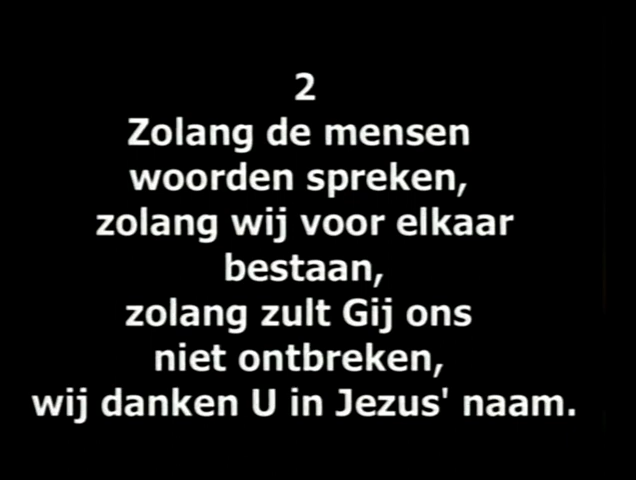 2
Zolang de mensen
woorden spreken,
zolang wij voor elkaar
bestaan,
zolang zult Gij ons
niet ontbreken,
wij danken U in Jezus' naam.